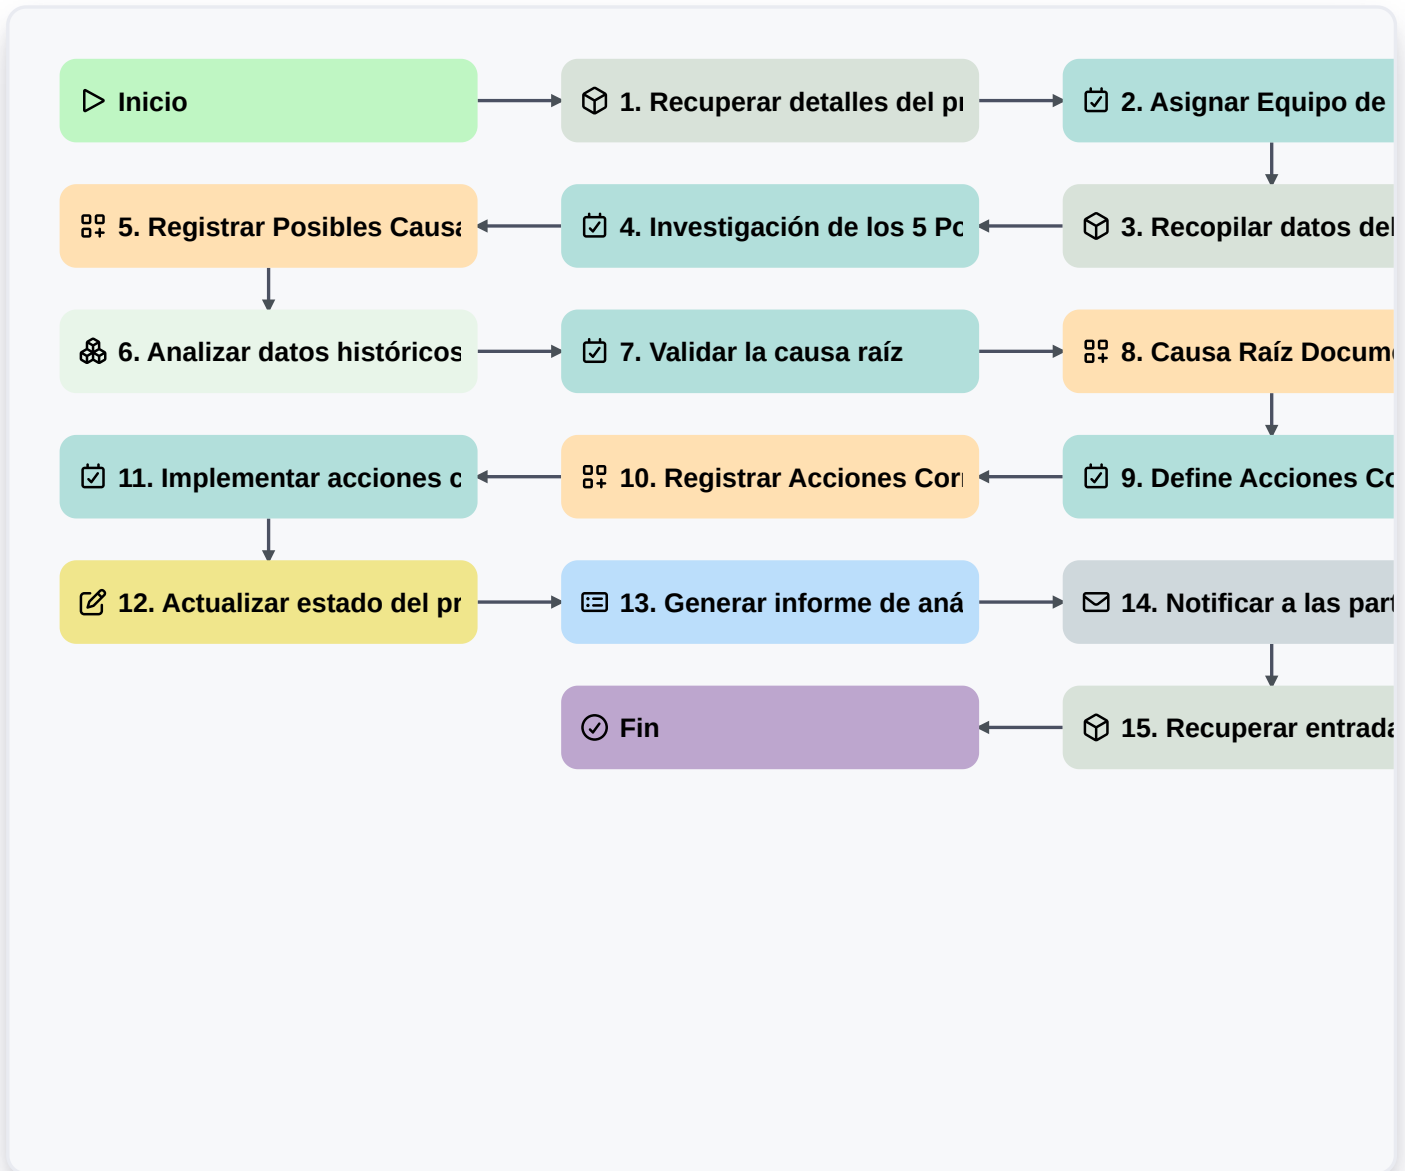 Inicio
1. Recuperar detalles del
2. Asignar Equipo de
5. Registrar Posibles
4. Investigación de los 5
3. Recopilar datos del
6. Analizar datos históricos
7. Validar la causa raíz
8. Causa Raíz
11. Implementar acciones
10. Registrar Acciones
9. Define Acciones
12. Actualizar estado del
13. Generar informe de
14. Notificar a las
15. Recuperar
Fin